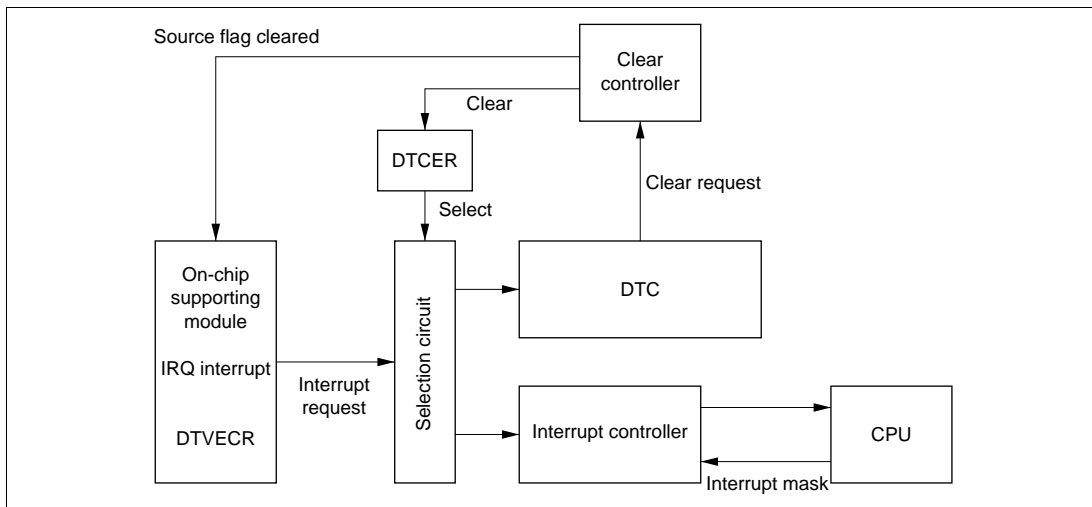 Source flag cleared
Clear
controller
Clear
DTCER
Clear request
Select
On-chip
supporting
module
IRQ interrupt
DTVECR
Interrupt
request
Selection circuit
DTC
Interrupt controller
CPU
Interrupt mask